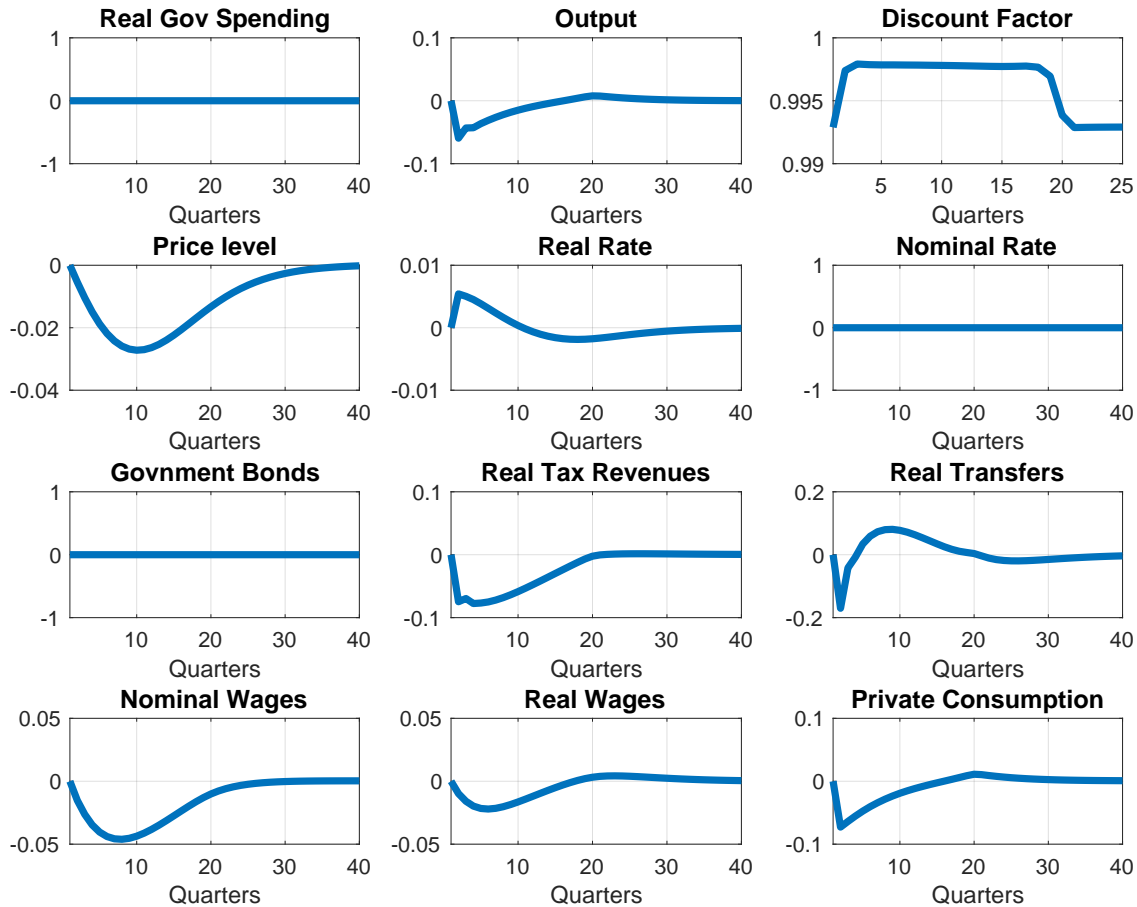 Real Gov Spending
1
0
-1
10 20 30 40
Quarters
Output
0.1
0
-0.1
10 20 30 40
Quarters
Discount Factor
1
0.995
0.99
5 10 15 20 25
Quarters
Price level
0
-0.02
-0.04
10 20 30 40
Quarters
Real Rate
0.01
0
-0.01
10 20 30 40
Quarters
Nominal Rate
1
0
-1
10 20 30 40
Quarters
Govnment Bonds
1
0
-1
10 20 30 40
Quarters
Real Tax Revenues
0.1
0
-0.1
10 20 30 40
Quarters
Real Transfers
0.2
0
-0.2
10 20 30 40
Quarters
Nominal Wages
0.05
0
-0.05
10 20 30 40
Quarters
Real Wages
0.05
0
-0.05
10 20 30 40
Quarters
Private Consumption
0.1
0
-0.1
10 20 30 40
Quarters